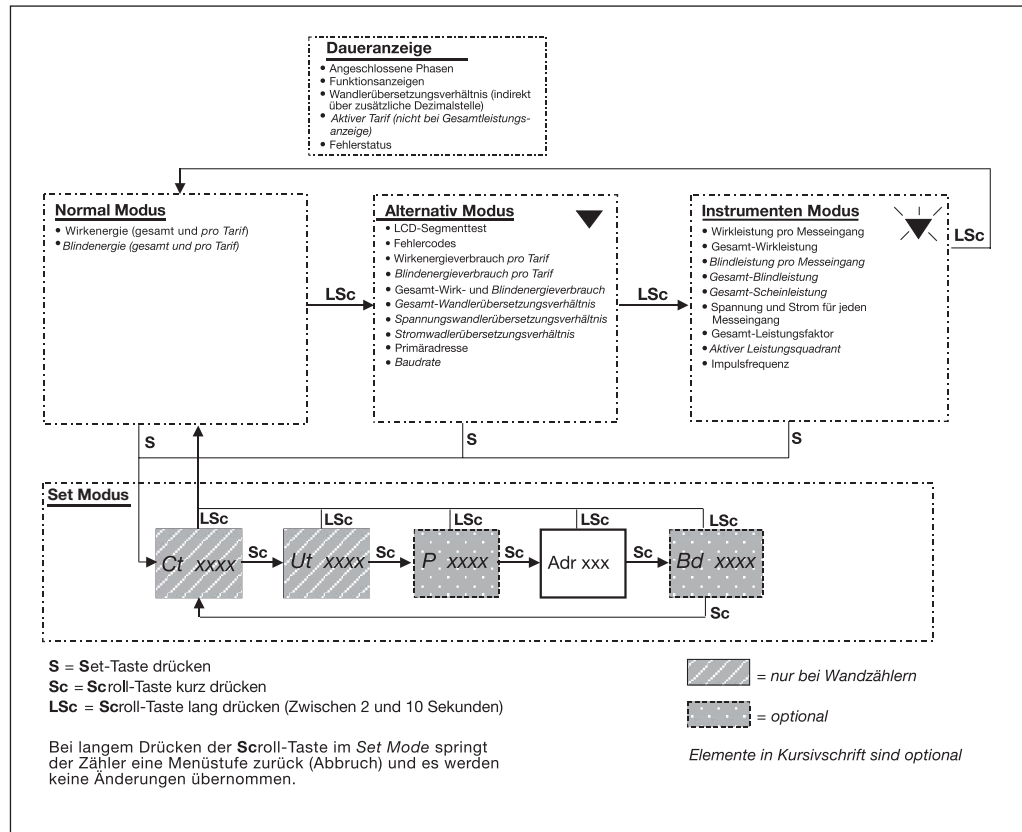 Daueranzeige
• Angeschlossene Phasen
• Funktionsanzeigen
• Wandlerübersetzungsverhältnis (indirekt
über zusätzliche Dezimalstelle)
• Aktiver Tarif (nicht bei Gesamtleistungs-
anzeige)
• Fehlerstatus
Normal Modus
• Wirkenergie (gesamt und pro Tarif)
• Blindenergie (gesamt und pro Tarif)
LSc
Alternativ Modus
• LCD-Segmenttest
• Fehlercodes
• Wirkenergieverbrauch pro Tarif
• Blindenergieverbrauch pro Tarif
• Gesamt-Wirk- und Blindenergieverbrauch
• Gesamt-Wandlerübersetzungsverhältnis
• Spannungswandlerübersetzungsverhältnis
• Stromwadlerübersetzungsverhältnis
• Primäradresse
• Baudrate
LSc
Instrumenten Modus
• Wirkleistung pro Messeingang
• Gesamt-Wirkleistung
• Blindleistung pro Messeingang
• Gesamt-Blindleistung
• Gesamt-Scheinleistung
• Spannung und Strom für jeden
Messeingang
• Gesamt-Leistungsfaktor
• Aktiver Leistungsquadrant
• Impulsfrequenz
LSc
S
S
S
Set Modus
LSc
LSc
LSc
LSc
LSc
Ct xxxx
Sc
Ut xxxx
Sc
P xxxx
Sc
Adr xxx
Sc
Bd xxxx
Sc
S = Set-Taste drücken
Sc = Scroll-Taste kurz drücken
LSc = Scroll-Taste lang drücken (Zwischen 2 und 10 Sekunden)
Bei langem Drücken der Scroll-Taste im Set Mode springt
der Zähler eine Menüstufe zurück (Abbruch) und es werden
keine Änderungen übernommen.
= nur bei Wandzählern
= optional
Elemente in Kursivschrift sind optional